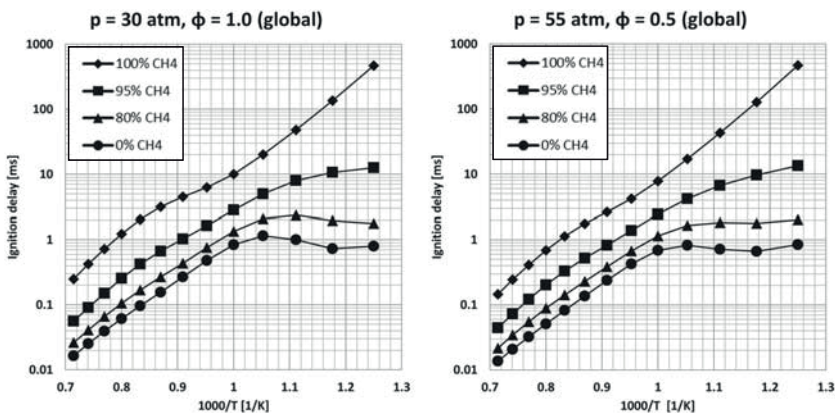 p = 30 atm, ϕ = 1.0 (global)
1000
100
10
1
0.1
0.01
Ignition delay [ms]
100% CH4
95% CH4
80% CH4
0% CH4
0.7
0.8
0.9
1
1.1
1.2
1.3
1000/T [1/K]
p = 55 atm, ϕ = 0.5 (global)
1000
100
10
1
0.1
0.01
Ignition delay [ms]
100% CH4
95% CH4
80% CH4
0% CH4
0.7
0.8
0.9
1
1.1
1.2
1.3
1000/T [1/K]